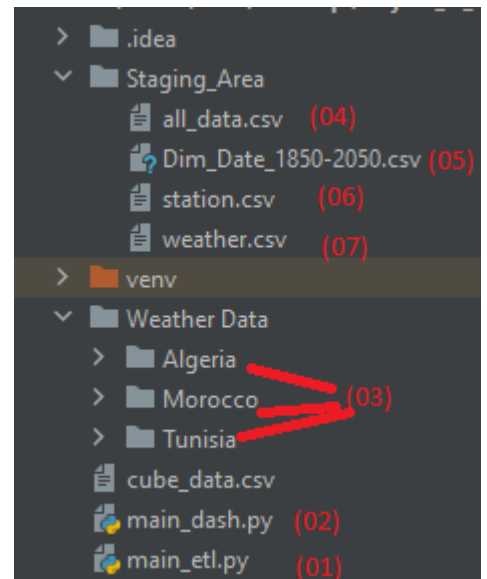 .idea
Staging_Area
all_data.csv (04)
Dim_Date_1850-2050.csv (05)
station.csv (06)
weather.csv (07)
venv
Weather Data
Algeria
Morocco (03)
Tunisia
cube_data.csv
main_dash.py (02)
main_etl.py (01)